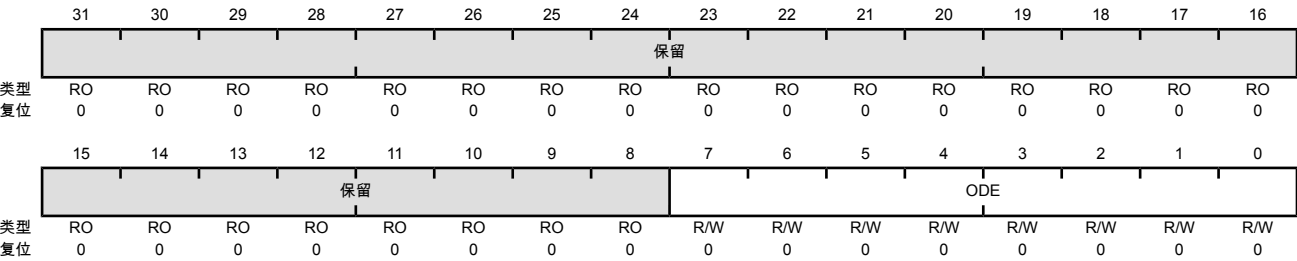 31 30 29 28 27 26 25 24 23 22 21 20 19 18 17 16
保留
类型 RO RO RO RO RO RO RO RO RO RO RO RO RO RO RO RO
复位 0 0 0 0 0 0 0 0 0 0 0 0 0 0 0 0
15 14 13 12 11 10 9 8 7 6 5 4 3 2 1 0
保留 ODE
类型 RO RO RO RO RO RO RO RO R/W R/W R/W R/W R/W R/W R/W R/W
复位 0 0 0 0 0 0 0 0 0 0 0 0 0 0 0 0